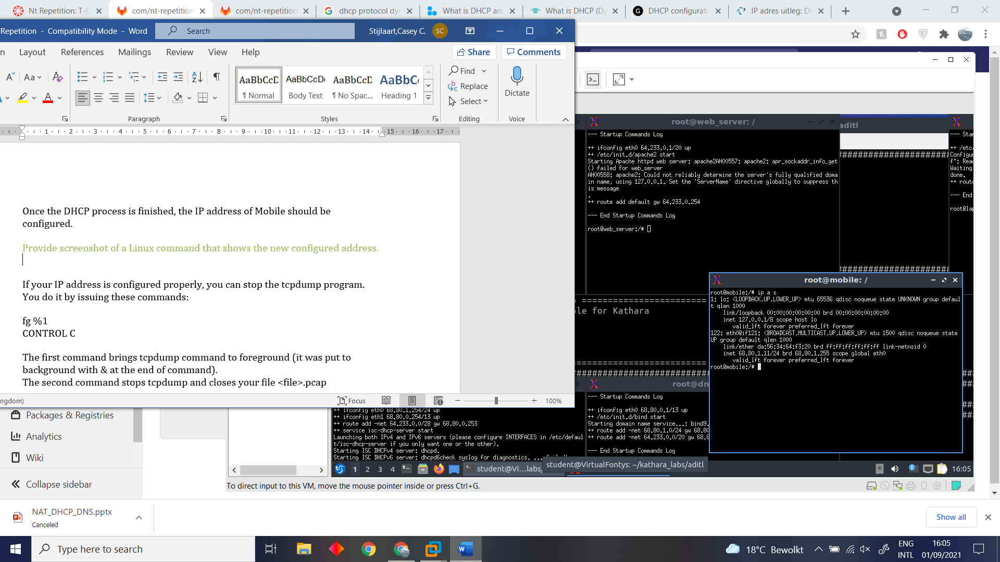 Nt Repetition: T-C
com/nt-repetition
com/nt-repetition
dhcp protocol dyn
What is DHCP and
What is DHCP (Dy
DHCP configurati
IP adres uitleg: DH
Repetition - Compatibility Mode - Word
Search
Stijlaart,Casey C.
SC
n
Layout
References
Mailings
Review
View
Help
Share
Comments
Find
Replace
Select
Dictate
AaBbCcD
AaBbCcDc
AaBbCcD
AaBbCc
¶ Normal
Body Text
¶ No Spac...
Heading 1
Paragraph
Styles
Editing
Voice
1 2 3 4 5 6 7 8 9 10 11 12 13 14 15 16 17
Once the DHCP process is finished, the IP address of Mobile should be
configured.
Provide screenshot of a Linux command that shows the new configured address.
If your IP address is configured properly, you can stop the tcpdump program.
You do it by issuing these commands:
fg %1
CONTROL C
The first command brings tcpdump command to foreground (it was put to
background with & at the end of command).
The second command stops tcpdump and closes your file <file>.pcap
ngdom)
Focus
100%
root@web_server: /
--- Startup Commands Log
++ ifconfig eth0 64.233.0.1/20 up
++ /etc/init.d/apache2 start
Starting Apache httpd web server: apache2AH00557: apache2: apr_sockaddr_info_get
() failed for web_server
AH00558: apache2: Could not reliably determine the server's fully qualified doma
in name, using 127.0.0.1. Set the 'ServerName' directive globally to suppress th
is message
.
++ route add default gw 64.233.0.254
--- End Startup Commands Log
root@web_server:/#
aditl
######################
######################
--- Star
++ /etc/
Configur
f": Read
Waiting
done.
++ route
--- End
root@lap
========================
ole for Kathara
root@mobile: /
root@mobile:/# ip a s
1: lo: <LOOPBACK,UP,LOWER_UP> mtu 65536 qdisc noqueue state UNKNOWN group defaul
t qlen 1000
link/loopback 00:00:00:00:00:00 brd 00:00:00:00:00:00
inet 127.0.0.1/8 scope host lo
valid_lft forever preferred_lft forever
122: eth0@if121: <BROADCAST,MULTICAST,UP,LOWER_UP> mtu 1500 qdisc noqueue state
UP group default qlen 1000
link/ether da:56:34:64:f3:20 brd ff:ff:ff:ff:ff:ff link-netnsid 0
inet 68.80.1.11/24 brd 68.80.1.255 scope global eth0
valid_lft forever preferred_lft forever
root@mobile:/#
root@dn
--- Startup Commands Log
++ ifconfig eth0 68.80.0.1/13 up
++ /etc/init.d/bind start
Starting domain name service...: bind9.
++ route add -net 68.80.1.0/24 gw 68.80
++ route add -net 64.233.0.0/20 gw 68.8
--- End Startup Commands Log
++ ifconfig eth0 68.80.1.254/24 up
++ ifconfig eth1 68.80.0.254/13 up
++ route add -net 64.233.0.0/28 gw 68.80.0.253
++ service isc-dhcp-server start
Launching both IPv4 and IPv6 servers (please configure INTERFACES in /etc/defaul
t/isc-dhcp-server if you only want one or the other).
Starting ISC DHCPv4 server: dhcpd.
Starting ISC DHCPv6 server: dhcpd6check syslog for diagnostics. ...
1 2 3 4
student@Vi...labs/
student@VirtualFontys: ~/kathara_labs/aditl
16:05
To direct input to this VM, move the mouse pointer inside or press Ctrl+G.
Packages & Registries
Analytics
Wiki
Collapse sidebar
NAT_DHCP_DNS.pptx
Canceled
Show all
Type here to search
18°C Bewolkt
ENG
INTL
16:05
01/09/2021